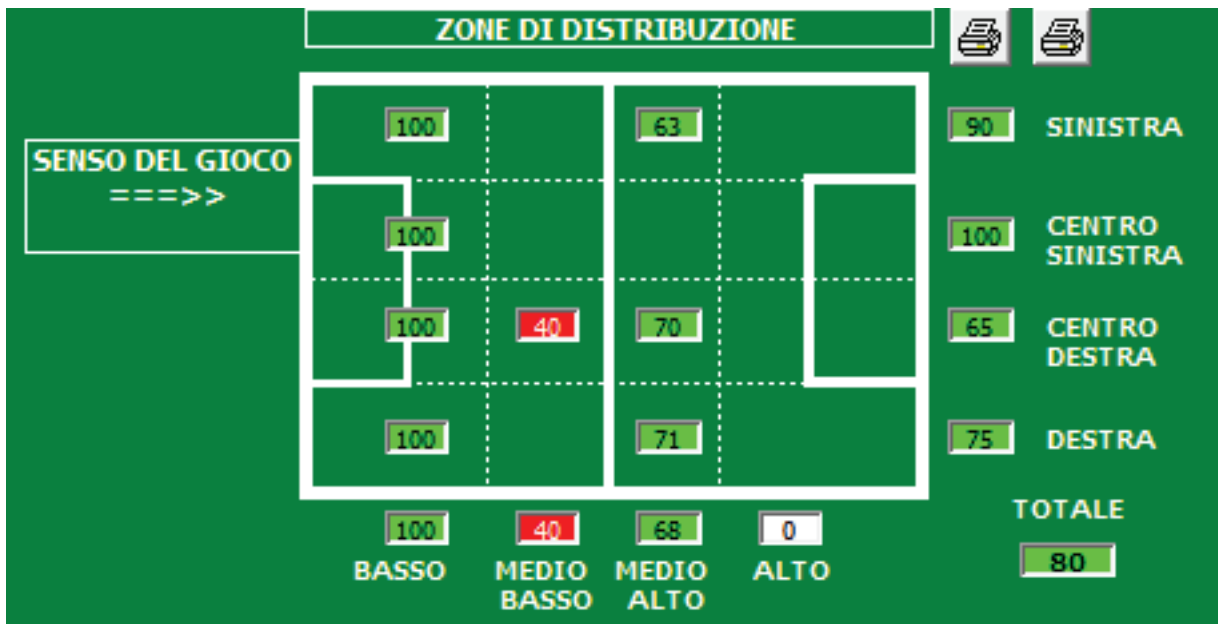 ZONE DI DISTRIBUZIONE
SENSO DEL GIOCO
===>>
100 63 90 SINISTRA
100 100 CENTRO
SINISTRA
100 40 70 65 CENTRO
DESTRA
100 71 75 DESTRA
100 40 68 0
BASSO MEDIO MEDIO ALTO
BASSO ALTO
TOTALE
80